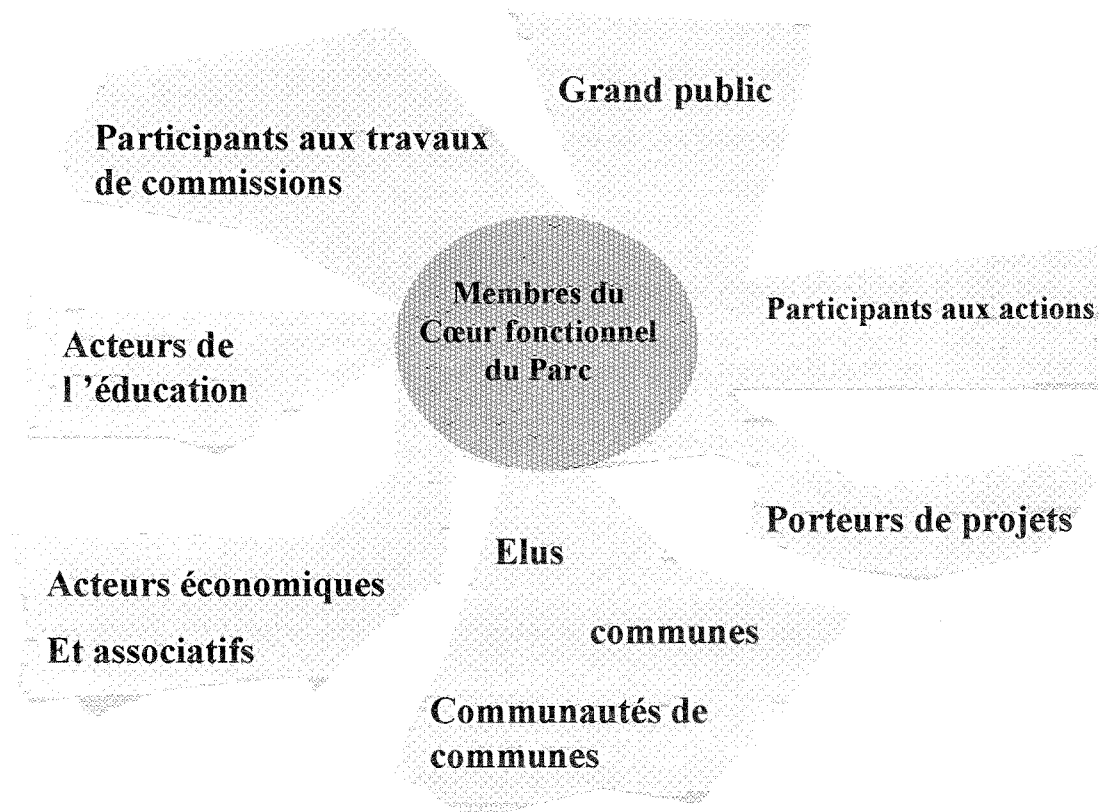 Grand public
Participants aux travaux
de commissions
Membres du
Cœur fonctionnel
du Parc
Participants aux actions
Acteurs de
l ’éducation
Porteurs de projets
Elus
communes
Acteurs économiques
Et associatifs
Communautés de
communes